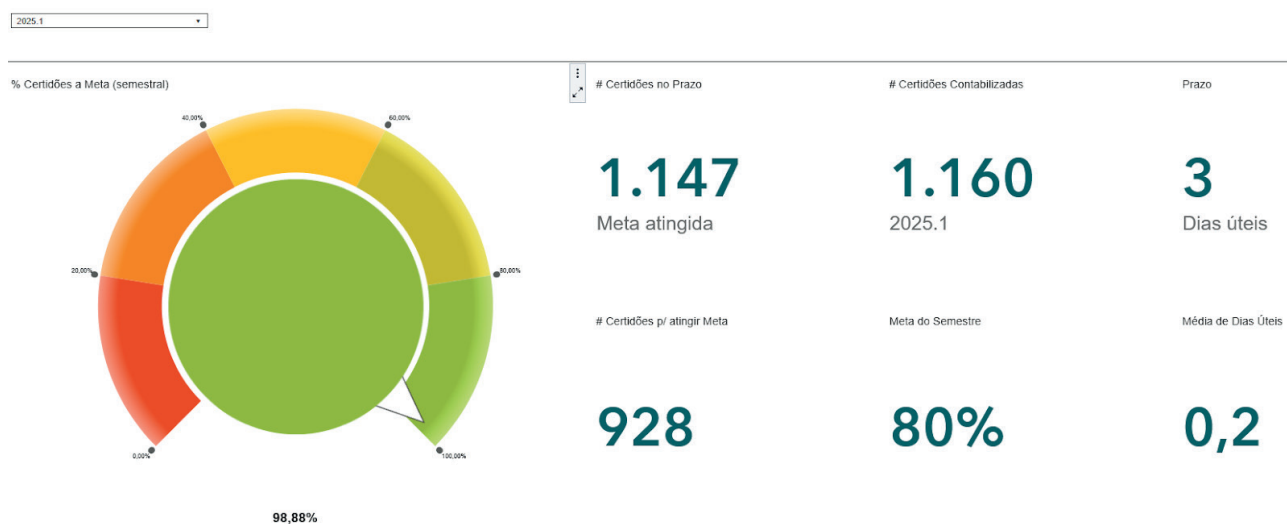 2025.1
% Certidões a Meta (semestral)
40,00%
60,00%
20,00%
80,00%
0,00%
100,00%
98,88%
# Certidões no Prazo
1.147
Meta atingida
# Certidões Contabilizadas
1.160
2025.1
Prazo
3
Dias úteis
# Certidões p/ atingir Meta
928
Meta do Semestre
80%
Média de Dias Úteis
0,2